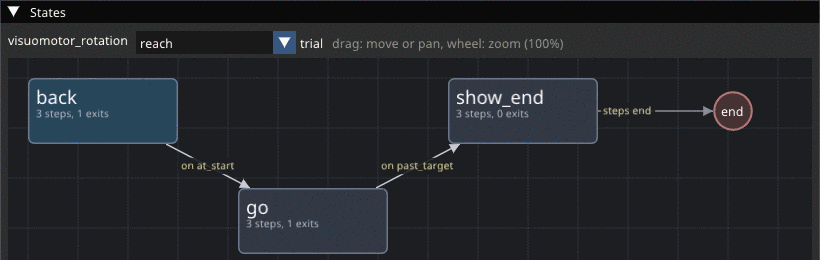 States
visuomotor_rotation reach trial drag: move or pan, wheel: zoom (100%)
back
3 steps, 1 exits
show_end
3 steps, 0 exits
steps end
end
on at_start
on past_target
go
3 steps, 1 exits